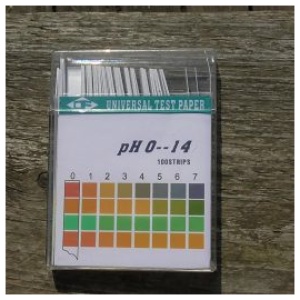 UNIVERSAL TEST PAPER
pH 0--14
100STRIPS
0 1 2 3 4 5 6 7